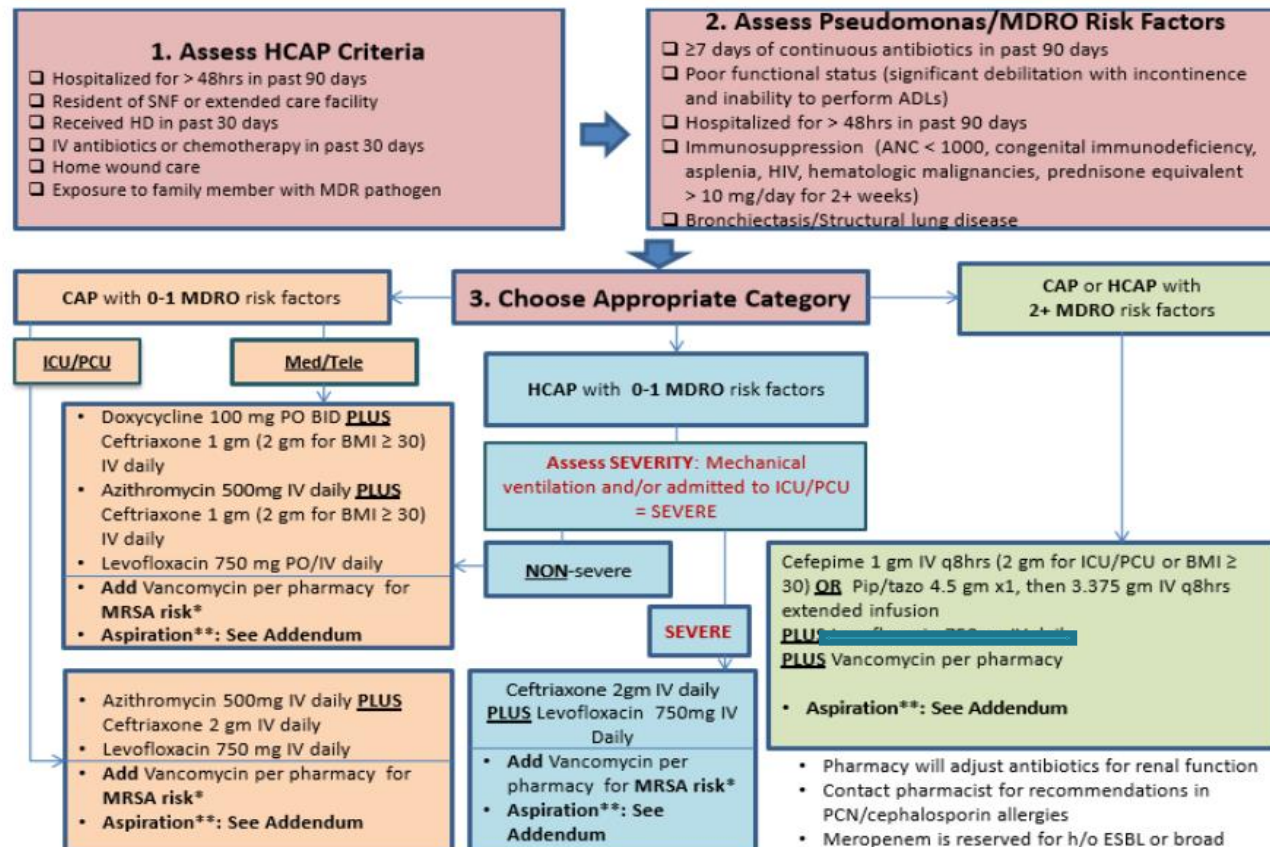 1. Assess HCAP Criteria
❑ Hospitalized for > 48hrs in past 90 days
❑ Resident of SNF or extended care facility
❑ Received HD in past 30 days
❑ IV antibiotics or chemotherapy in past 30 days
❑ Home wound care
❑ Exposure to family member with MDR pathogen
2. Assess Pseudomonas/MDRO Risk Factors
❑ ≥7 days of continuous antibiotics in past 90 days
❑ Poor functional status (significant debilitation with incontinence
and inability to perform ADLs)
❑ Hospitalized for > 48hrs in past 90 days
❑ Immunosuppression (ANC < 1000, congenital immunodeficiency,
asplenia, HIV, hematologic malignancies, prednisone equivalent
> 10 mg/day for 2+ weeks)
❑ Bronchiectasis/Structural lung disease
3. Choose Appropriate Category
CAP with 0-1 MDRO risk factors
ICU/PCU
Med/Tele
• Doxycycline 100 mg PO BID PLUS
Ceftriaxone 1 gm (2 gm for BMI ≥ 30)
IV daily
• Azithromycin 500mg IV daily PLUS
Ceftriaxone 1 gm (2 gm for BMI ≥ 30)
IV daily
• Levofloxacin 750 mg PO/IV daily
• Add Vancomycin per pharmacy for
MRSA risk*
• Aspiration**: See Addendum
• Azithromycin 500mg IV daily PLUS
Ceftriaxone 2 gm IV daily
• Levofloxacin 750 mg IV daily
• Add Vancomycin per pharmacy for
MRSA risk*
• Aspiration**: See Addendum
HCAP with 0-1 MDRO risk factors
Assess SEVERITY: Mechanical
ventilation and/or admitted to ICU/PCU
= SEVERE
NON-severe
SEVERE
Ceftriaxone 2gm IV daily
PLUS Levofloxacin 750mg IV
Daily
• Add Vancomycin per
pharmacy for MRSA risk*
• Aspiration**: See
Addendum
CAP or HCAP with
2+ MDRO risk factors
Cefepime 1 gm IV q8hrs (2 gm for ICU/PCU or BMI ≥
30) OR Pip/tazo 4.5 gm x1, then 3.375 gm IV q8hrs
extended infusion
PLUS
PLUS Vancomycin per pharmacy
• Aspiration**: See Addendum
• Pharmacy will adjust antibiotics for renal function
• Contact pharmacist for recommendations in
PCN/cephalosporin allergies
• Meropenem is reserved for h/o ESBL or broad